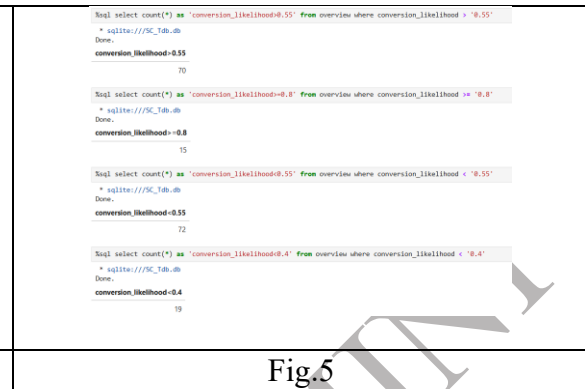 %sql select count(*) as 'conversion_likelihood>0.55' from overview where conversion_likelihood > '0.55'
* sqlite:///SC_Tdb.db
Done.
conversion_likelihood>0.55
70
%sql select count(*) as 'conversion_likelihood>=0.8' from overview where conversion_likelihood >= '0.8'
* sqlite:///SC_Tdb.db
Done.
conversion_likelihood>=0.8
15
%sql select count(*) as 'conversion_likelihood<0.55' from overview where conversion_likelihood < '0.55'
* sqlite:///SC_Tdb.db
Done.
conversion_likelihood<0.55
72
%sql select count(*) as 'conversion_likelihood<0.4' from overview where conversion_likelihood < '0.4'
* sqlite:///SC_Tdb.db
Done.
conversion_likelihood<0.4
19
Fig.5